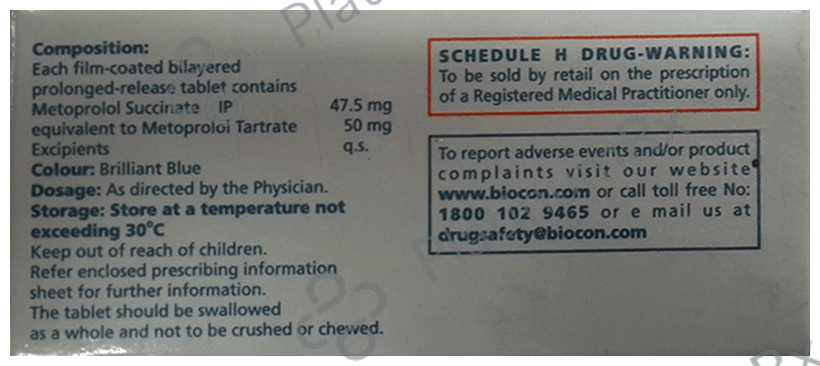 Composition:
Each film-coated bilayered
prolonged-release tablet contains
Metoprolol Succinate IP 47.5 mg
equivalent to Metoprolol Tartrate 50 mg
Excipients q.s.
Colour: Brilliant Blue
Dosage: As directed by the Physician.
Storage: Store at a temperature not
exceeding 30°C
Keep out of reach of children.
Refer enclosed prescribing information
sheet for further information.
The tablet should be swallowed
as a whole and not to be crushed or chewed.
SCHEDULE H DRUG-WARNING:
To be sold by retail on the prescription
of a Registered Medical Practitioner only.
To report adverse events and/or product
complaints visit our website
www.biocon.com or call toll free No:
1800 102 9465 or e mail us at
drugsafety@biocon.com